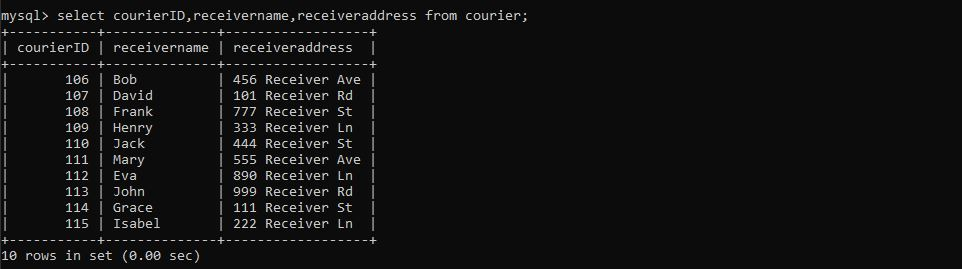 mysql> select courierID,receivername,receiveraddress from courier;
+-----------+--------------+------------------+
| courierID | receivername | receiveraddress  |
+-----------+--------------+------------------+
|       106 | Bob          | 456 Receiver Ave |
|       107 | David        | 101 Receiver Rd  |
|       108 | Frank        | 777 Receiver St  |
|       109 | Henry        | 333 Receiver Ln  |
|       110 | Jack         | 444 Receiver St  |
|       111 | Mary         | 555 Receiver Ave |
|       112 | Eva          | 890 Receiver Ln  |
|       113 | John         | 999 Receiver Rd  |
|       114 | Grace        | 111 Receiver St  |
|       115 | Isabel       | 222 Receiver Ln  |
+-----------+--------------+------------------+
10 rows in set (0.00 sec)